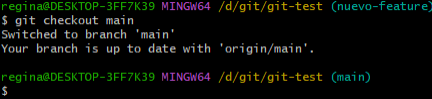 regina@DESKTOP-3FF7K39 MINGW64 /d/git/git-test (nuevo-feature)
$ git checkout main
Switched to branch 'main'
Your branch is up to date with 'origin/main'.
regina@DESKTOP-3FF7K39 MINGW64 /d/git/git-test (main)
$